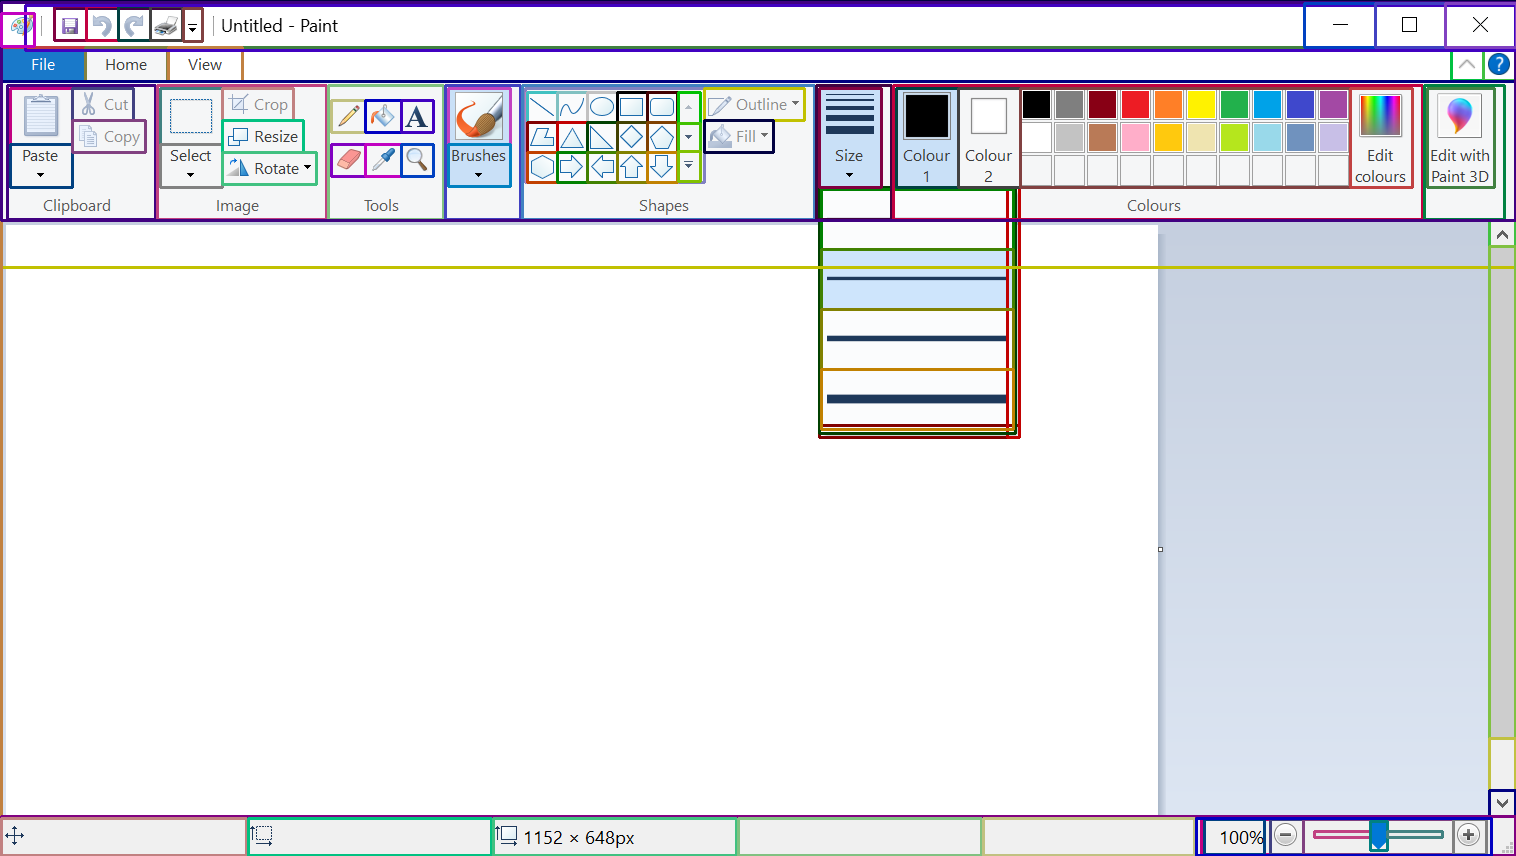 Untitled - Paint
File Home View
Cut
Copy
Paste
Clipboard
Crop
Resize
Rotate
Select
Image
A
Tools
Brushes
Outline
Fill
Shapes
Size
Colour 1
Colour 2
Edit colours
Colours
Edit with Paint 3D
1152 × 648px
100%